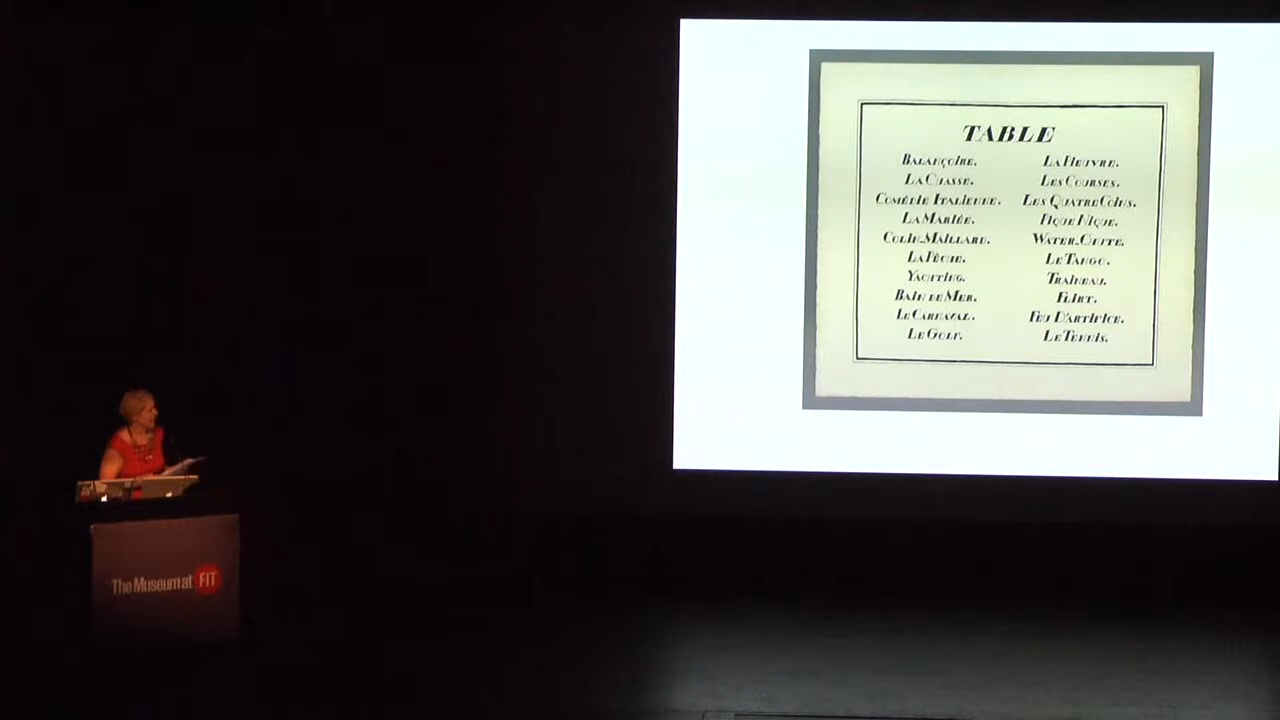 TABLE
BALANÇOIRE.
LA CHASSE.
COMÉDIE ITALIENNE.
LA MARIÉE.
COLIN-MAILLARD.
LA PÊCHE.
YACHTING.
BAIN DE MER.
LE CARNAVAL.
LE GOLF.
LA PIEUVRE.
LES COURSES.
LES QUATRE COINS.
PIQUE NIQUE.
WATER-CHUTE.
LE TANGO.
TRAINEAU.
FLIRT.
FEU D'ARTIFICE.
LE TENNIS.
The Museum at FIT